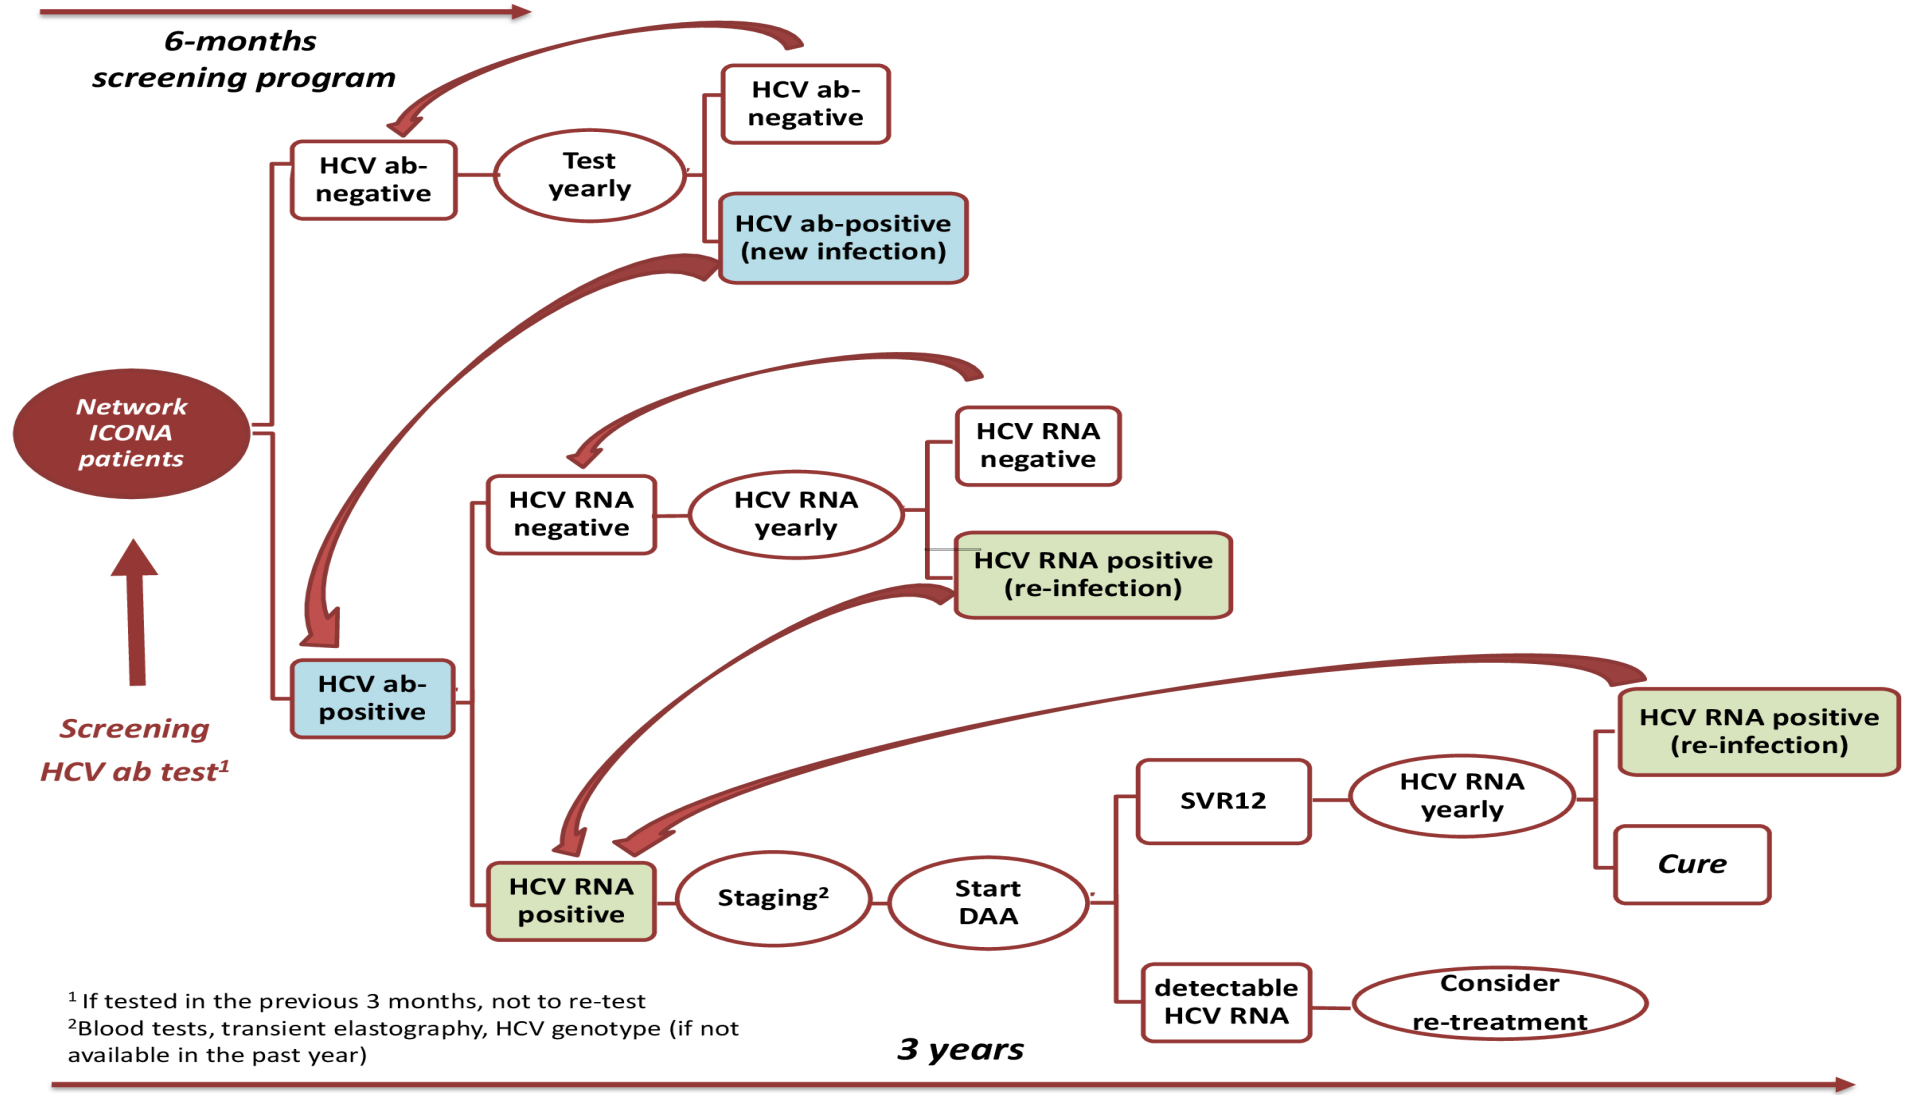 6-months
screening program
HCV ab-
negative
HCV ab-
negative
Test
yearly
HCV ab-positive
(new infection)
Network
ICONA
patients
HCV RNA
negative
HCV RNA
negative
HCV RNA
yearly
HCV RNA positive
(re-infection)
HCV ab-
positive
Screening
HCV ab test¹
HCV RNA positive
(re-infection)
SVR12
HCV RNA
yearly
Cure
HCV RNA
positive
Staging²
Start
DAA
detectable
HCV RNA
Consider
re-treatment
¹ If tested in the previous 3 months, not to re-test
²Blood tests, transient elastography, HCV genotype (if not
available in the past year)
3 years